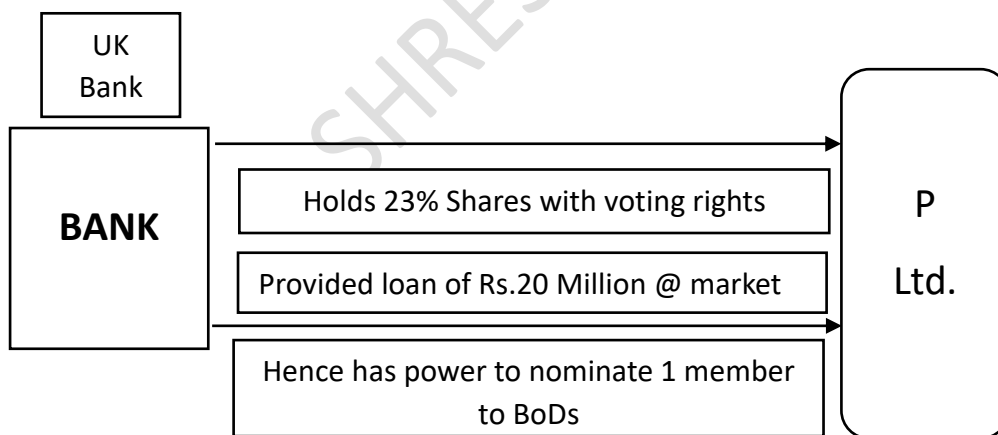 SHRES
UK
Bank
BANK
Holds 23% Shares with voting rights
Provided loan of Rs.20 Million @ market
Hence has power to nominate 1 member
to BoDs
P
Ltd.